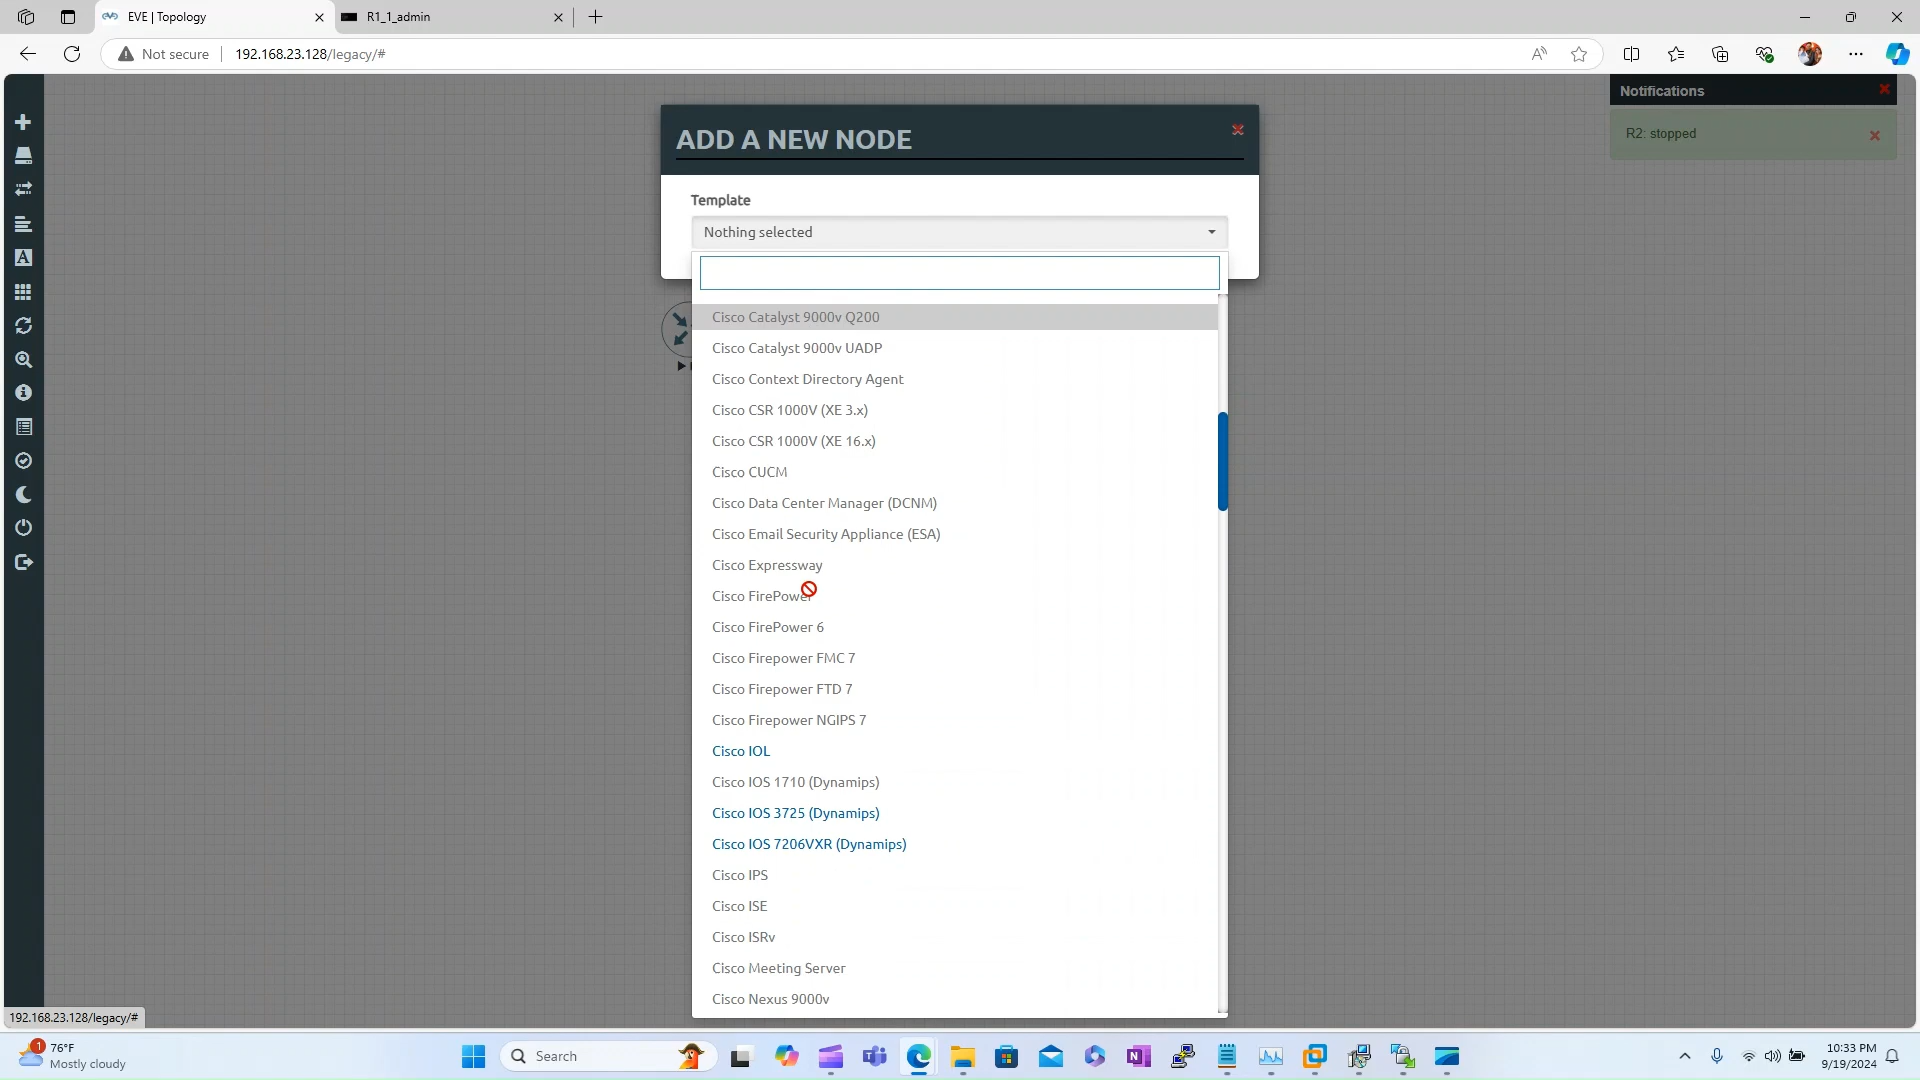 EVE | Topology
R1_1_admin
Not secure
192.168.23.128/legacy/#
ADD A NEW NODE
Notifications
R2: stopped
Template
Nothing selected
Cisco Catalyst 9000v Q200
Cisco Catalyst 9000v UADP
Cisco Context Directory Agent
Cisco CSR 1000V (XE 3.x)
Cisco CSR 1000V (XE 16.x)
Cisco CUCM
Cisco Data Center Manager (DCNM)
Cisco Email Security Appliance (ESA)
Cisco Expressway
Cisco FirePower
Cisco FirePower 6
Cisco Firepower FMC 7
Cisco Firepower FTD 7
Cisco Firepower NGIPS 7
Cisco IOL
Cisco IOS 1710 (Dynamips)
Cisco IOS 3725 (Dynamips)
Cisco IOS 7206VXR (Dynamips)
Cisco IPS
Cisco ISE
Cisco ISRv
Cisco Meeting Server
Cisco Nexus 9000v
192.168.23.128/legacy/#
1
76°F
Mostly cloudy
Search
10:33 PM
9/19/2024